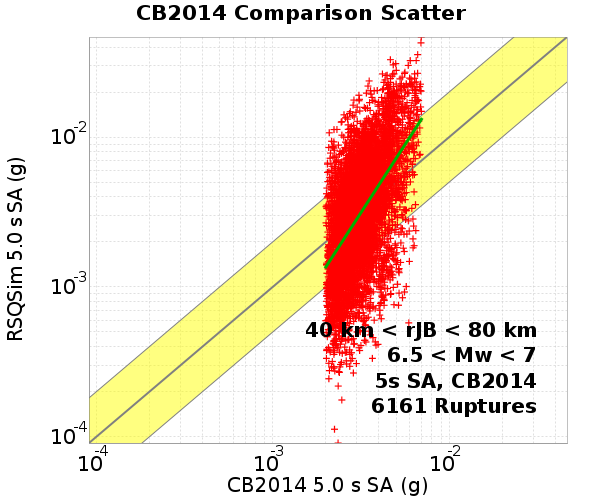 CB2014 Comparison Scatter
RSQSim 5.0 s SA (g)
10-2
10-3
10-4
40 km < rJB < 80 km
6.5 < Mw < 7
5s SA, CB2014
6161 Ruptures
10-4 10-3 10-2
CB2014 5.0 s SA (g)